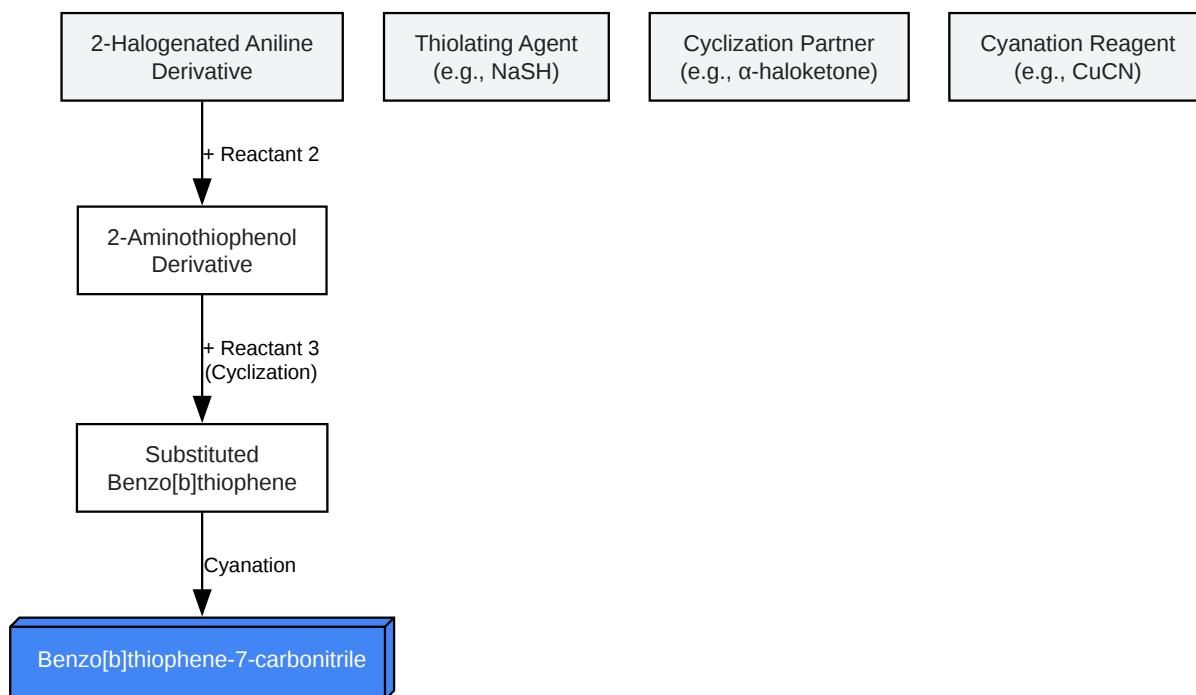 2-Halogenated Aniline
Derivative
Thiolating Agent
(e.g., NaSH)
Cyclization Partner
(e.g., α-haloketone)
Cyanation Reagent
(e.g., CuCN)
+ Reactant 2
2-Aminothiophenol
Derivative
+ Reactant 3
(Cyclization)
Substituted
Benzo[b]thiophene
Cyanation
Benzo[b]thiophene-7-carbonitrile